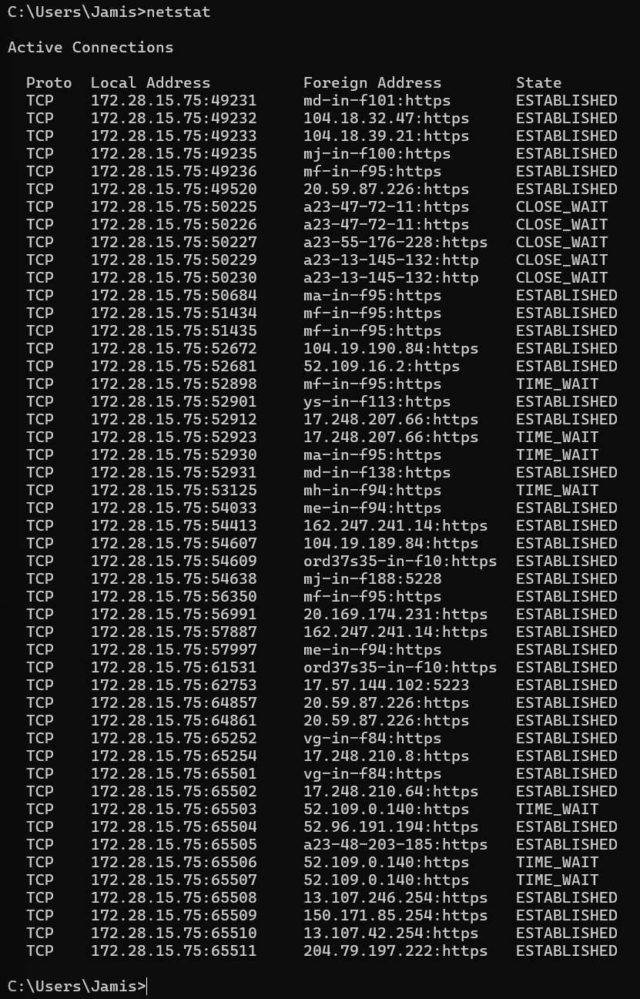 C:\Users\Jamis>netstat
Active Connections
Proto  Local Address          Foreign Address        State
TCP    172.28.15.75:49231     md-in-f101:https       ESTABLISHED
TCP    172.28.15.75:49232     104.18.32.47:https     ESTABLISHED
TCP    172.28.15.75:49233     104.18.39.21:https     ESTABLISHED
TCP    172.28.15.75:49235     mj-in-f100:https       ESTABLISHED
TCP    172.28.15.75:49236     mf-in-f95:https        ESTABLISHED
TCP    172.28.15.75:49520     20.59.87.226:https     ESTABLISHED
TCP    172.28.15.75:50225     a23-47-72-11:https     CLOSE_WAIT
TCP    172.28.15.75:50226     a23-47-72-11:https     CLOSE_WAIT
TCP    172.28.15.75:50227     a23-55-176-228:https   CLOSE_WAIT
TCP    172.28.15.75:50229     a23-13-145-132:http    CLOSE_WAIT
TCP    172.28.15.75:50230     a23-13-145-132:http    CLOSE_WAIT
TCP    172.28.15.75:50684     ma-in-f95:https        ESTABLISHED
TCP    172.28.15.75:51434     mf-in-f95:https        ESTABLISHED
TCP    172.28.15.75:51435     mf-in-f95:https        ESTABLISHED
TCP    172.28.15.75:52672     104.19.190.84:https    ESTABLISHED
TCP    172.28.15.75:52681     52.109.16.2:https      ESTABLISHED
TCP    172.28.15.75:52898     mf-in-f95:https        TIME_WAIT
TCP    172.28.15.75:52901     ys-in-f113:https       ESTABLISHED
TCP    172.28.15.75:52912     17.248.207.66:https    ESTABLISHED
TCP    172.28.15.75:52923     17.248.207.66:https    TIME_WAIT
TCP    172.28.15.75:52930     ma-in-f95:https        TIME_WAIT
TCP    172.28.15.75:52931     md-in-f138:https       ESTABLISHED
TCP    172.28.15.75:53125     mh-in-f94:https        TIME_WAIT
TCP    172.28.15.75:54033     me-in-f94:https        ESTABLISHED
TCP    172.28.15.75:54413     162.247.241.14:https   ESTABLISHED
TCP    172.28.15.75:54607     104.19.189.84:https    ESTABLISHED
TCP    172.28.15.75:54609     ord37s35-in-f10:https  ESTABLISHED
TCP    172.28.15.75:54638     mj-in-f188:5228        ESTABLISHED
TCP    172.28.15.75:56350     mf-in-f95:https        ESTABLISHED
TCP    172.28.15.75:56991     20.169.174.231:https   ESTABLISHED
TCP    172.28.15.75:57887     162.247.241.14:https   ESTABLISHED
TCP    172.28.15.75:57997     me-in-f94:https        ESTABLISHED
TCP    172.28.15.75:61531     ord37s35-in-f10:https  ESTABLISHED
TCP    172.28.15.75:62753     17.57.144.102:5223     ESTABLISHED
TCP    172.28.15.75:64857     20.59.87.226:https     ESTABLISHED
TCP    172.28.15.75:64861     20.59.87.226:https     ESTABLISHED
TCP    172.28.15.75:65252     vg-in-f84:https        ESTABLISHED
TCP    172.28.15.75:65254     17.248.210.8:https     ESTABLISHED
TCP    172.28.15.75:65501     vg-in-f84:https        ESTABLISHED
TCP    172.28.15.75:65502     17.248.210.64:https    ESTABLISHED
TCP    172.28.15.75:65503     52.109.0.140:https     TIME_WAIT
TCP    172.28.15.75:65504     52.96.191.194:https    ESTABLISHED
TCP    172.28.15.75:65505     a23-48-203-185:https   ESTABLISHED
TCP    172.28.15.75:65506     52.109.0.140:https     TIME_WAIT
TCP    172.28.15.75:65507     52.109.0.140:https     TIME_WAIT
TCP    172.28.15.75:65508     13.107.246.254:https   ESTABLISHED
TCP    172.28.15.75:65509     150.171.85.254:https   ESTABLISHED
TCP    172.28.15.75:65510     13.107.42.254:https    ESTABLISHED
TCP    172.28.15.75:65511     204.79.197.222:https   ESTABLISHED
C:\Users\Jamis>